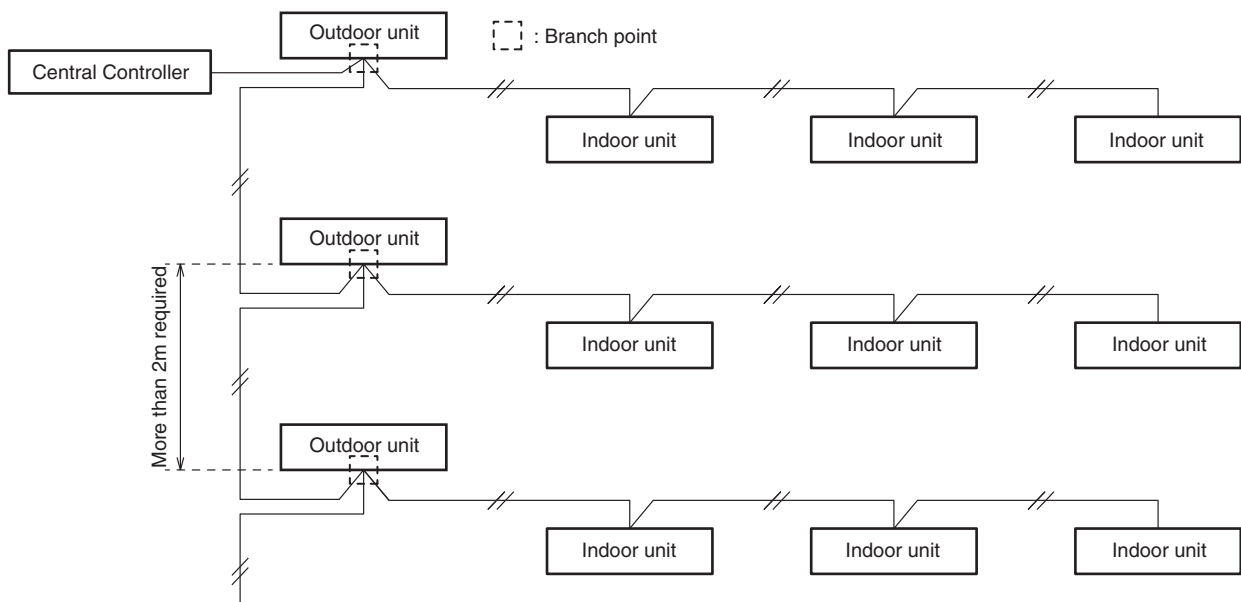 Outdoor unit
: Branch point
Central Controller
Indoor unit
Indoor unit
Indoor unit
Outdoor unit
More than 2m required
Indoor unit
Indoor unit
Indoor unit
Outdoor unit
Indoor unit
Indoor unit
Indoor unit